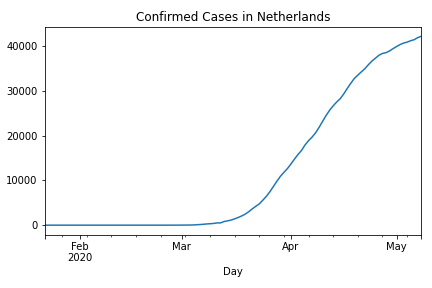 Confirmed Cases in Netherlands
40000
30000
20000
10000
0
Feb
2020
Mar
Apr
May
Day